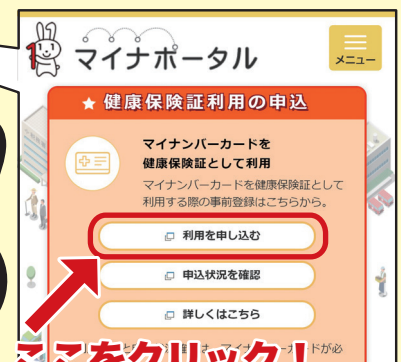 マイナポータル
メニュー
★ 健康保険証利用の申込
マイナンバーカードを
健康保険証として利用
マイナンバーカードを健康保険証として
利用する際の事前登録はこちらから。
利用を申し込む
申込状況を確認
詳しくはこちら
ここをクリック!